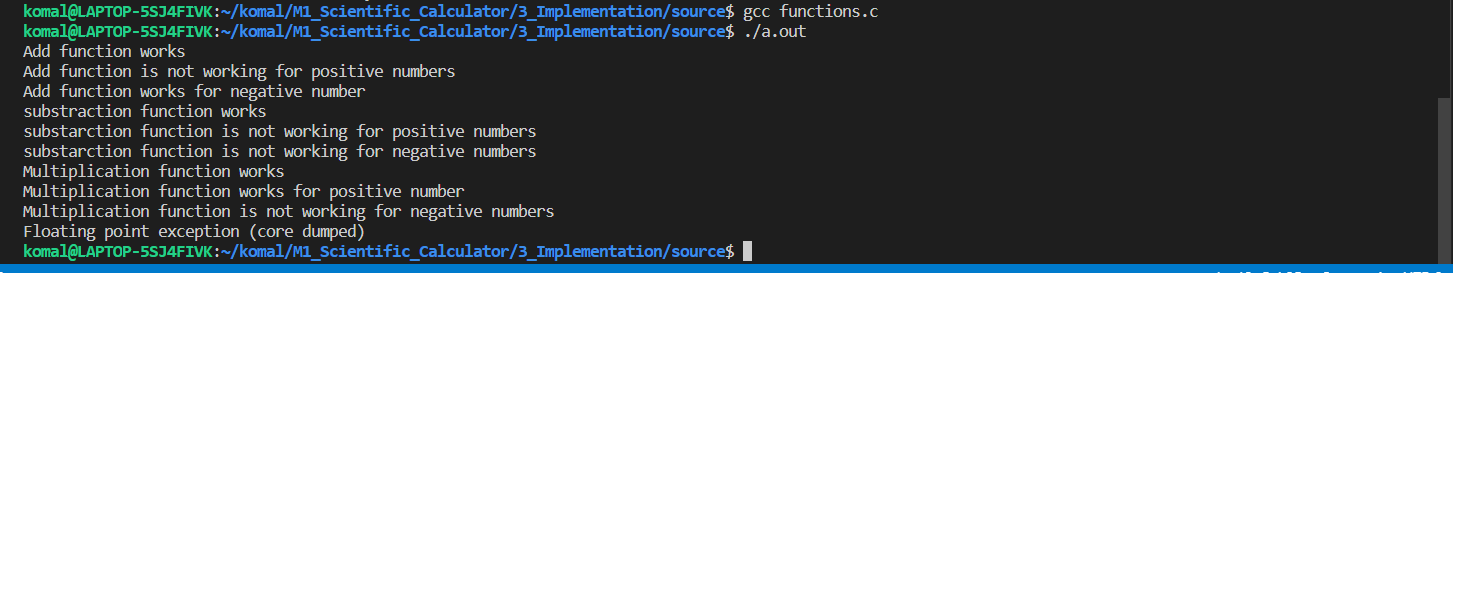 komal@LAPTOP-5SJ4FIVK:~/komal/M1_Scientific_Calculator/3_Implementation/source$ gcc functions.c
komal@LAPTOP-5SJ4FIVK:~/komal/M1_Scientific_Calculator/3_Implementation/source$ ./a.out
Add function works
Add function is not working for positive numbers
Add function works for negative number
substraction function works
substarction function is not working for positive numbers
substarction function is not working for negative numbers
Multiplication function works
Multiplication function works for positive number
Multiplication function is not working for negative numbers
Floating point exception (core dumped)
komal@LAPTOP-5SJ4FIVK:~/komal/M1_Scientific_Calculator/3_Implementation/source$